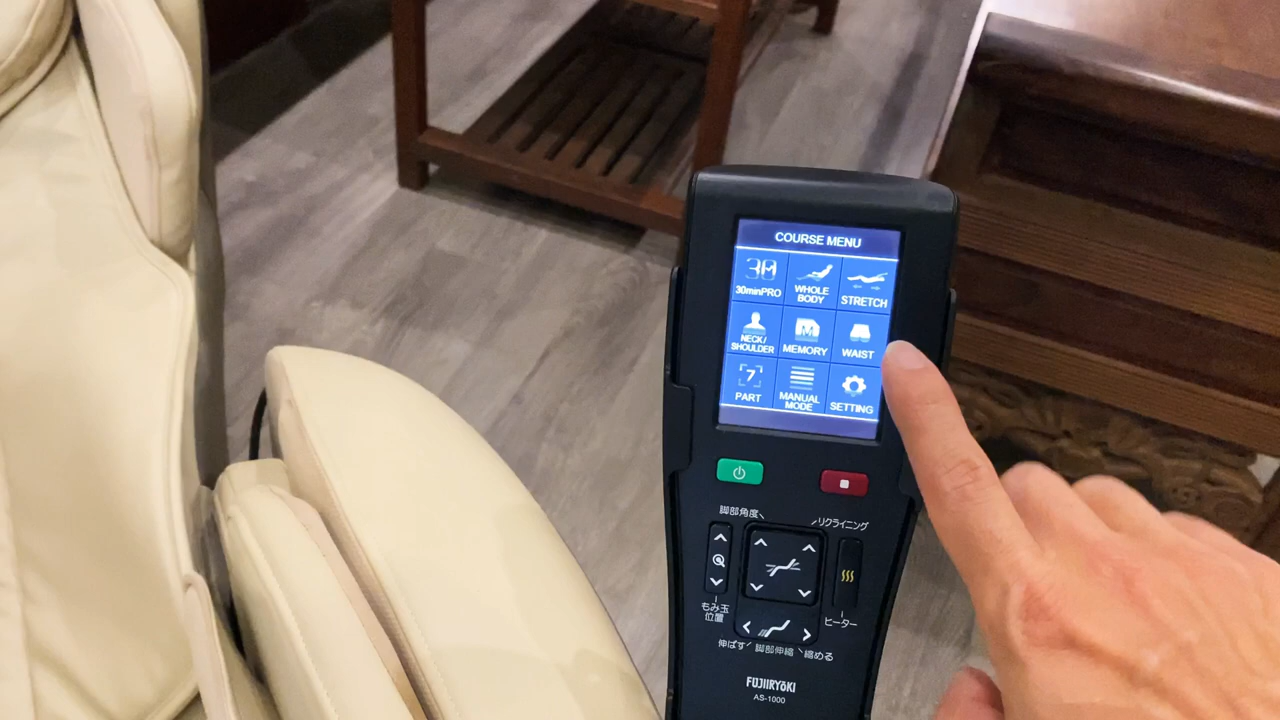 COURSE MENU
30
30minPRO
WHOLE
BODY
STRETCH
NECK/
SHOULDER
M
MEMORY
WAIST
7
PART
MANUAL
MODE
SETTING
脚部角度
リクライニング
もみ玉
位置
ヒーター
伸ばす
脚部伸縮
縮める
FUJIIRYOKI
AS-1000